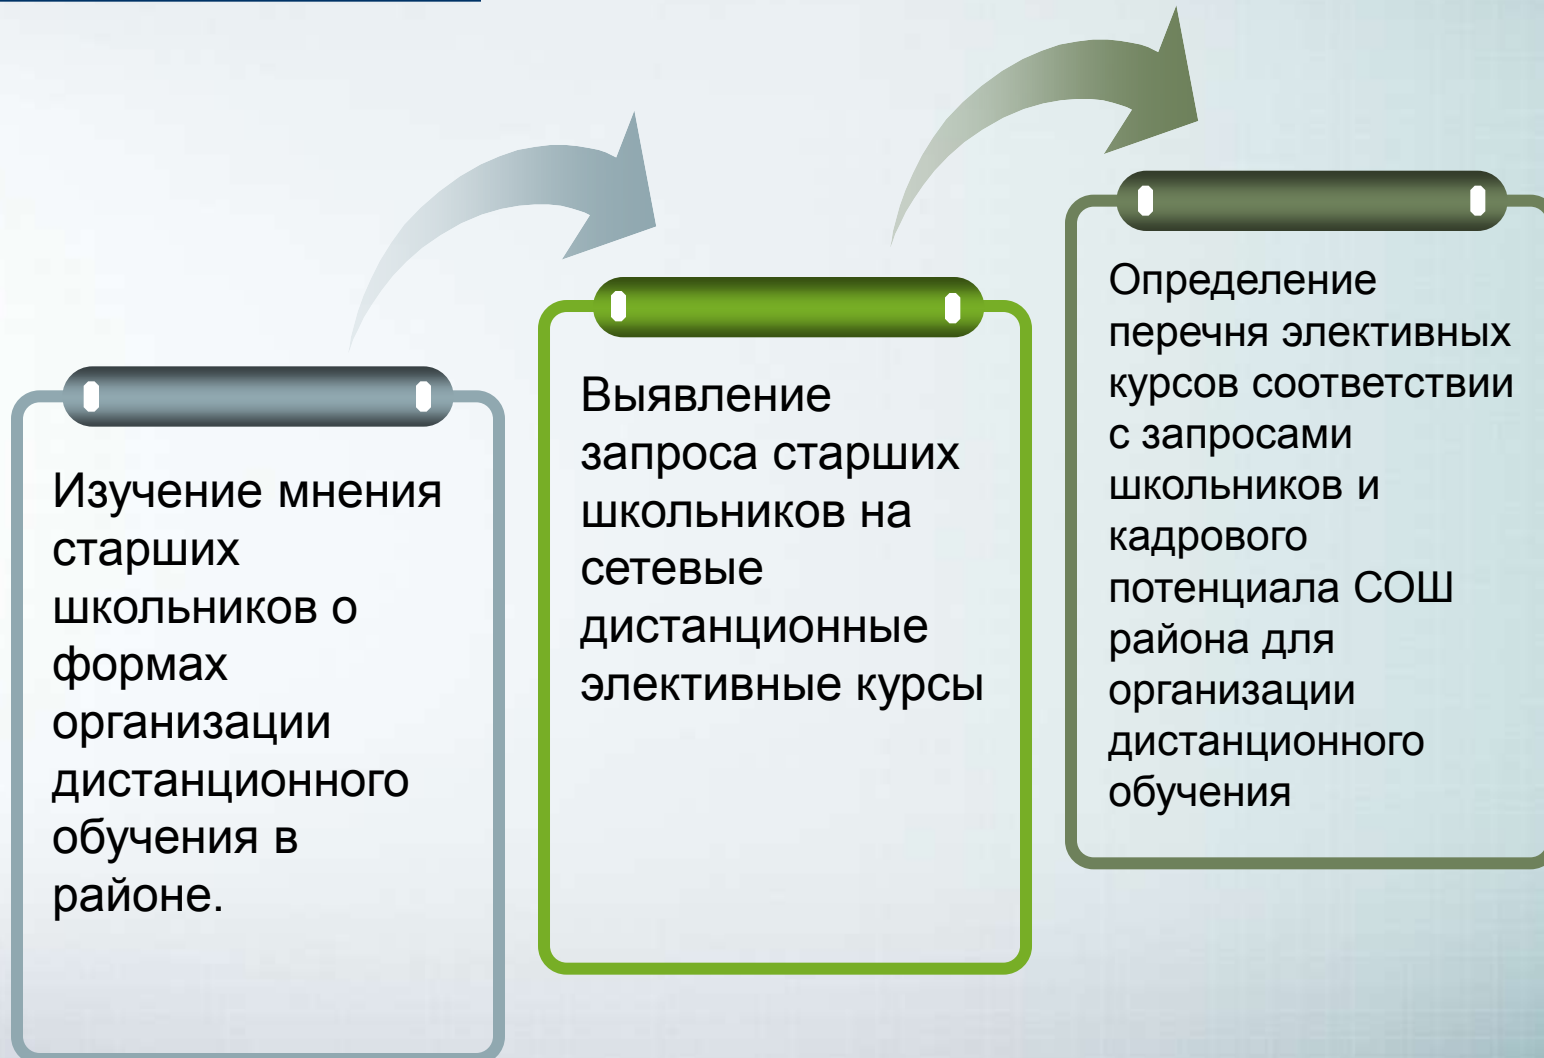 Изучение мнения
старших
школьников о
формах
организации
дистанционного
обучения в
районе.
Выявление
запроса старших
школьников на
сетевые
дистанционные
элективные курсы
Определение
перечня элективных
курсов соответствии
с запросами
школьников и
кадрового
потенциала СОШ
района для
организации
дистанционного
обучения